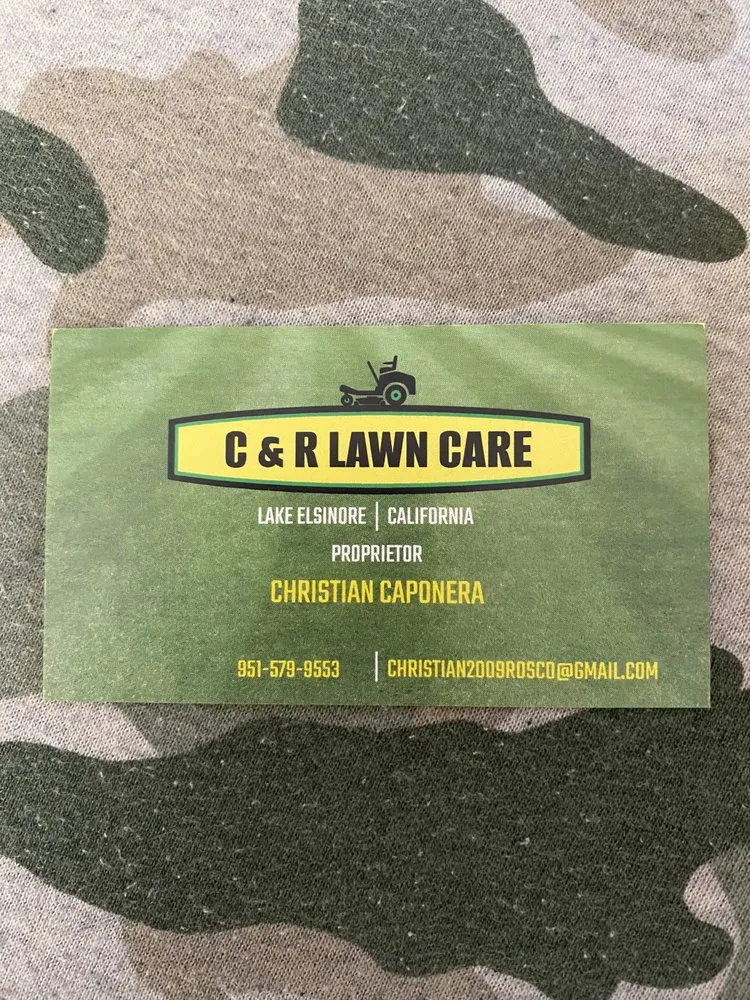 C & R LAWN CARE
LAKE ELSINORE | CALIFORNIA
PROPRIETOR
CHRISTIAN CAPONERA
951-579-9553 | CHRISTIAN2009ROSCO@GMAIL.COM